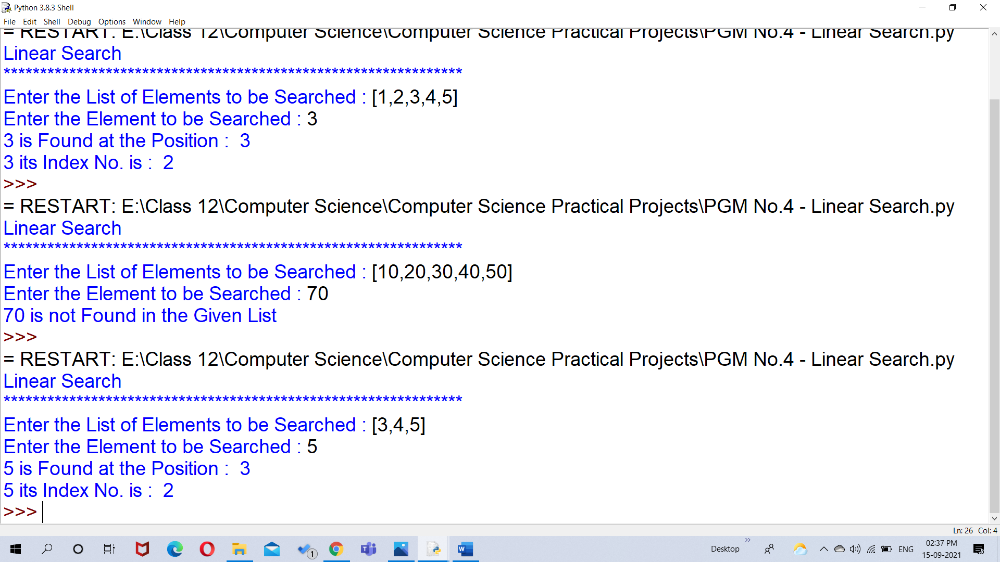 Python 3.8.3 Shell
File Edit Shell Debug Options Window Help
= RESTART: E:\Class 12\Computer Science\Computer Science Practical Projects\PGM No.4 - Linear Search.py
Linear Search
***************************************************************
Enter the List of Elements to be Searched : [1,2,3,4,5]
Enter the Element to be Searched : 3
3 is Found at the Position :  3
3 its Index No. is :  2
>>>
= RESTART: E:\Class 12\Computer Science\Computer Science Practical Projects\PGM No.4 - Linear Search.py
Linear Search
***************************************************************
Enter the List of Elements to be Searched : [10,20,30,40,50]
Enter the Element to be Searched : 70
70 is not Found in the Given List
>>>
= RESTART: E:\Class 12\Computer Science\Computer Science Practical Projects\PGM No.4 - Linear Search.py
Linear Search
***************************************************************
Enter the List of Elements to be Searched : [3,4,5]
Enter the Element to be Searched : 5
5 is Found at the Position :  3
5 its Index No. is :  2
>>>
Ln: 26 Col: 4
1
Desktop
ENG
02:37 PM
15-09-2021